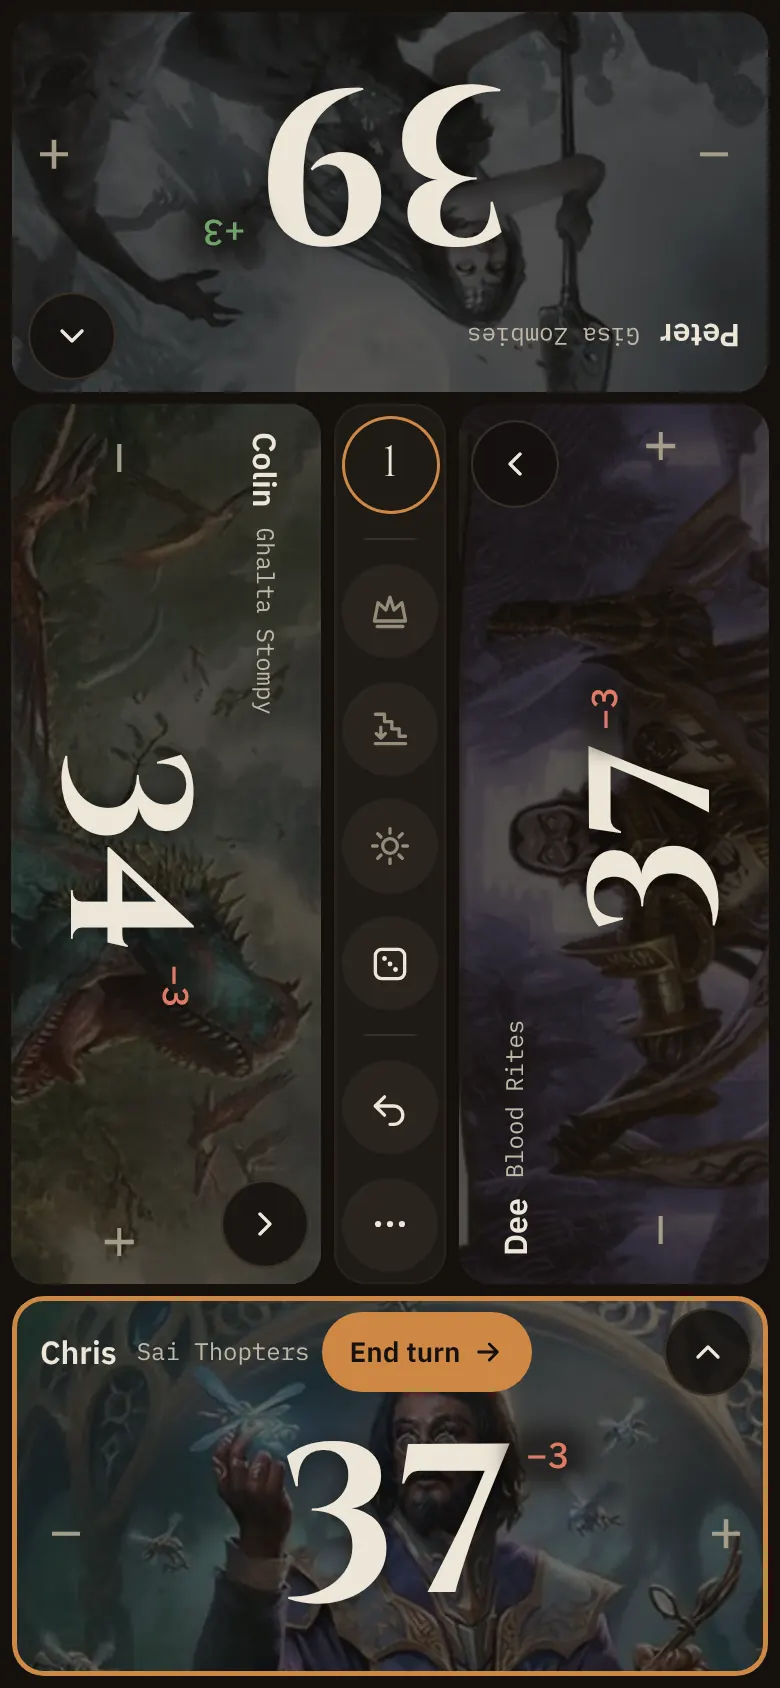 39
+3
Peter Gisa Zombies
Colin Ghalta Stompy
34
−3
1
−3
37
Dee Blood Rites
Chris Sai Thopters End turn →
37
−3